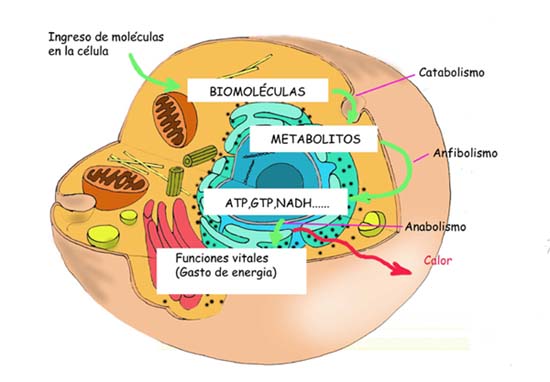 Ingreso de moléculas
en la célula
Catabolismo
BIOMOLÉCULAS
METABOLITOS
Anfibolismo
ATP,GTP,NADH......
Anabolismo
Funciones vitales
(Gasto de energia)
Calor